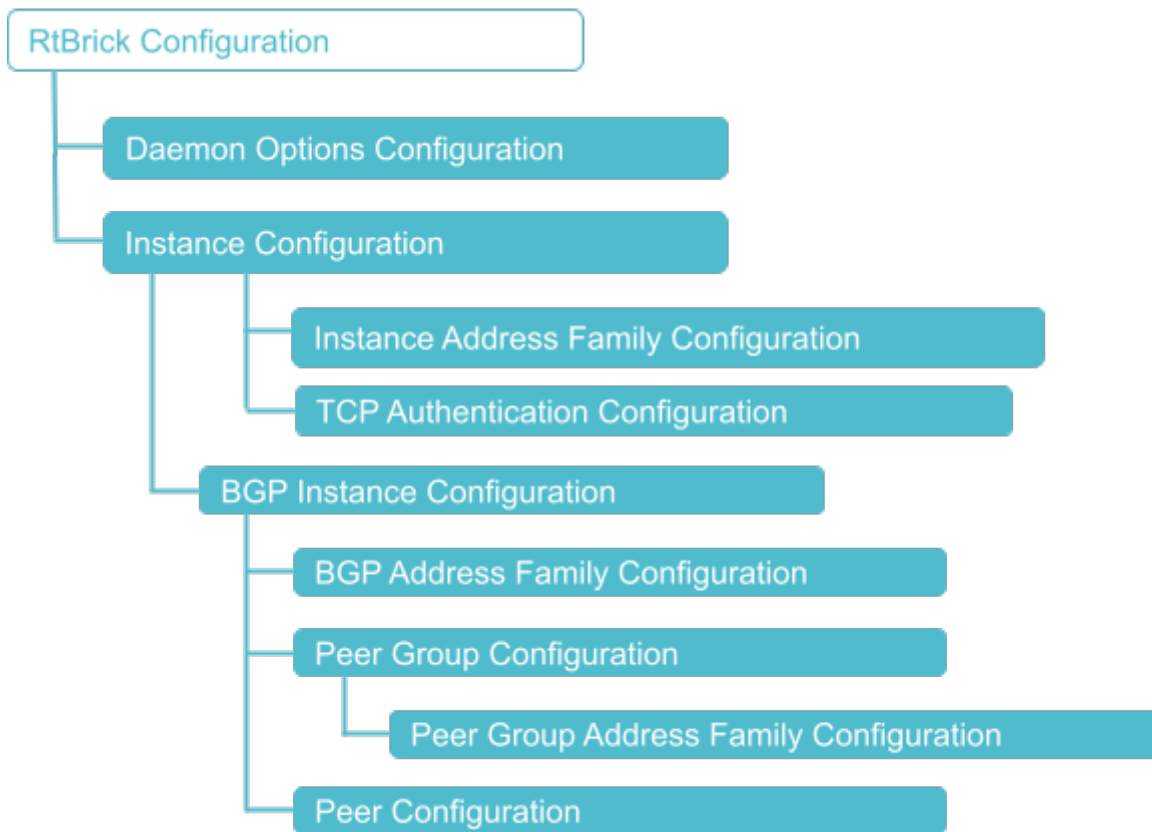 RtBrick Configuration
Daemon Options Configuration
Instance Configuration
Instance Address Family Configuration
TCP Authentication Configuration
BGP Instance Configuration
BGP Address Family Configuration
Peer Group Configuration
Peer Group Address Family Configuration
Peer Configuration